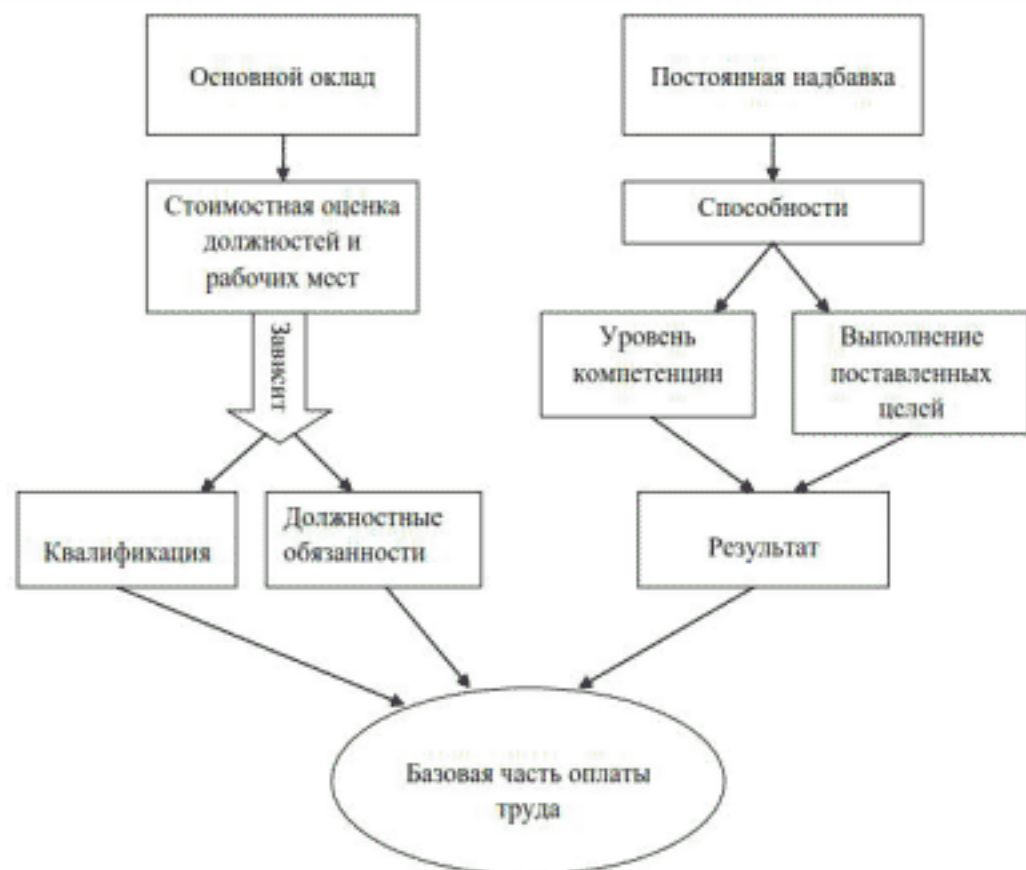 Основной оклад
Постоянная надбавка
Стоимостная оценка
должностей и
рабочих мест
Способности
Зависит
Уровень
компетенции
Выполнение
поставленных
целей
Квалификация
Должностные
обязанности
Результат
Базовая часть оплаты
труда